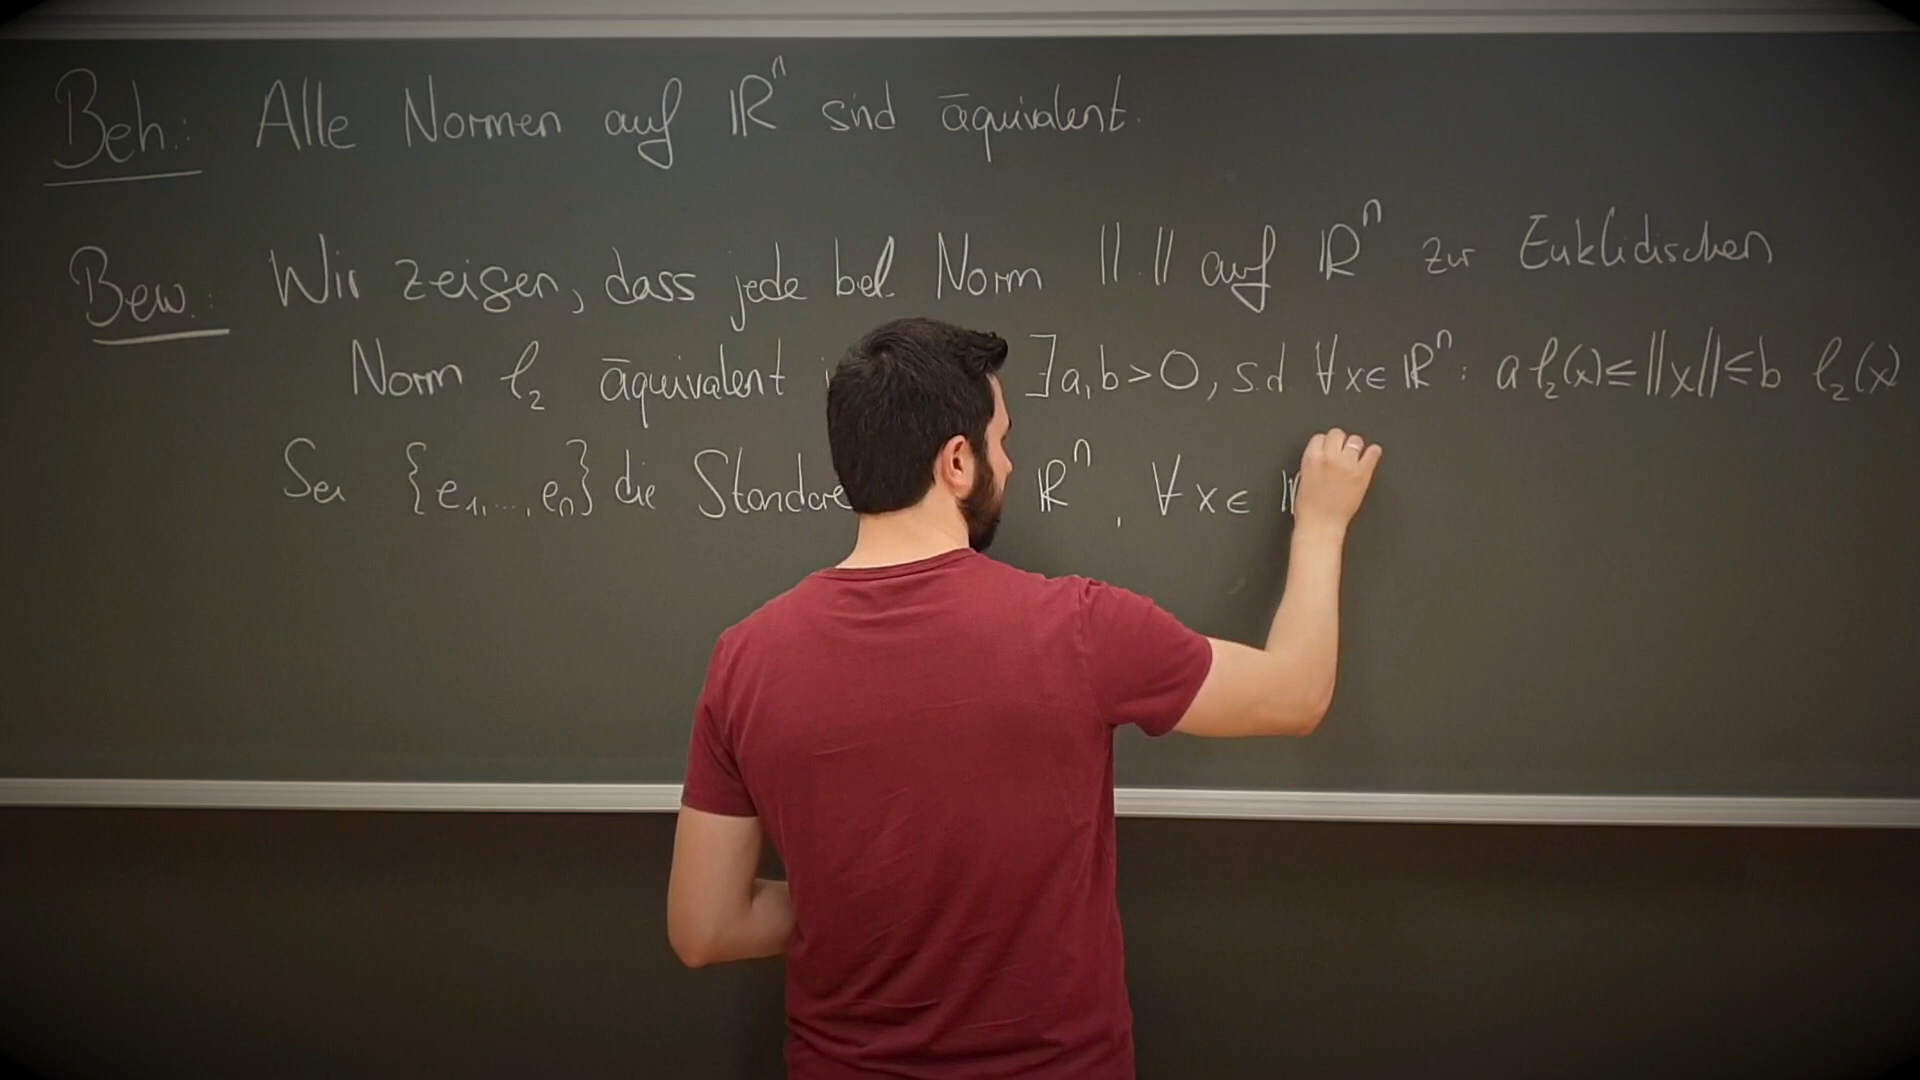 Beh.: Alle Normen auf ℝⁿ sind äquivalent.
Bew.: Wir zeigen, dass jede bel. Norm ||.|| auf ℝⁿ zur Euklidischen
Norm ℓ₂ äquivalent ∃a,b>0, s.d. ∀x∈ℝⁿ: a ℓ₂(x)≤||x||≤b ℓ₂(x)
Sei {e₁,...,eₙ} die ℝⁿ, ∀x∈